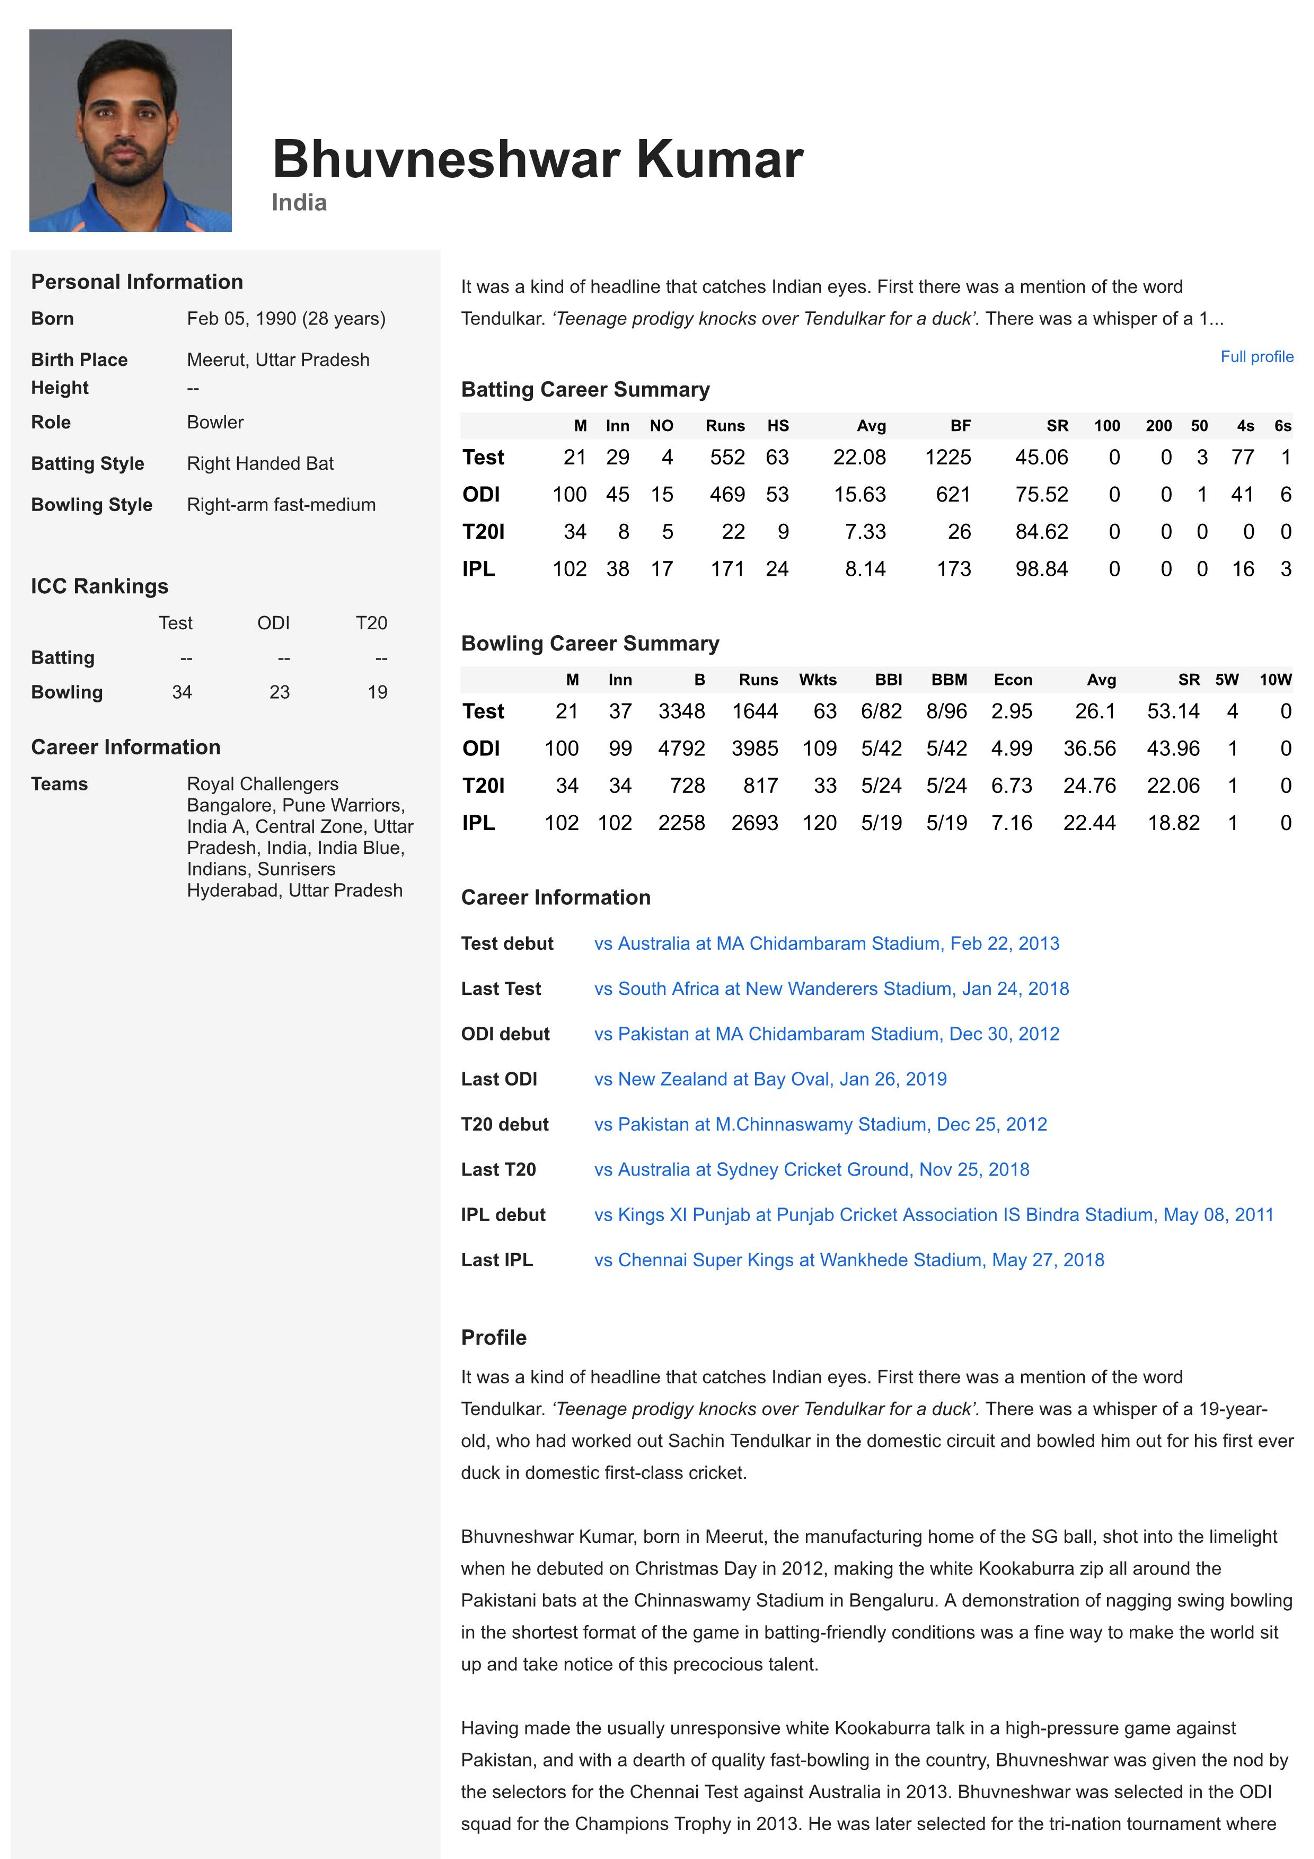 Bhuvneshwar Kumar
India
Personal Information
Born Feb 05, 1990 (28 years)
Birth Place Meerut, Uttar Pradesh
Height --
Role Bowler
Batting Style Right Handed Bat
Bowling Style Right-arm fast-medium
ICC Rankings
Test ODI T20
Batting -- -- --
Bowling 34 23 19
Career Information
Teams Royal Challengers
Bangalore, Pune Warriors,
India A, Central Zone, Uttar
Pradesh, India, India Blue,
Indians, Sunrisers
Hyderabad, Uttar Pradesh
It was a kind of headline that catches Indian eyes. First there was a mention of the word
Tendulkar. ‘Teenage prodigy knocks over Tendulkar for a duck’. There was a whisper of a 1...
Full profile
Batting Career Summary
M Inn NO Runs HS Avg BF SR 100 200 50 4s 6s
Test 21 29 4 552 63 22.08 1225 45.06 0 0 3 77 1
ODI 100 45 15 469 53 15.63 621 75.52 0 0 1 41 6
T20I 34 8 5 22 9 7.33 26 84.62 0 0 0 0 0
IPL 102 38 17 171 24 8.14 173 98.84 0 0 0 16 3
Bowling Career Summary
M Inn B Runs Wkts BBI BBM Econ Avg SR 5W 10W
Test 21 37 3348 1644 63 6/82 8/96 2.95 26.1 53.14 4 0
ODI 100 99 4792 3985 109 5/42 5/42 4.99 36.56 43.96 1 0
T20I 34 34 728 817 33 5/24 5/24 6.73 24.76 22.06 1 0
IPL 102 102 2258 2693 120 5/19 5/19 7.16 22.44 18.82 1 0
Career Information
Test debut vs Australia at MA Chidambaram Stadium, Feb 22, 2013
Last Test vs South Africa at New Wanderers Stadium, Jan 24, 2018
ODI debut vs Pakistan at MA Chidambaram Stadium, Dec 30, 2012
Last ODI vs New Zealand at Bay Oval, Jan 26, 2019
T20 debut vs Pakistan at M.Chinnaswamy Stadium, Dec 25, 2012
Last T20 vs Australia at Sydney Cricket Ground, Nov 25, 2018
IPL debut vs Kings XI Punjab at Punjab Cricket Association IS Bindra Stadium, May 08, 2011
Last IPL vs Chennai Super Kings at Wankhede Stadium, May 27, 2018
Profile
It was a kind of headline that catches Indian eyes. First there was a mention of the word
Tendulkar. ‘Teenage prodigy knocks over Tendulkar for a duck’. There was a whisper of a 19-year-
old, who had worked out Sachin Tendulkar in the domestic circuit and bowled him out for his first ever
duck in domestic first-class cricket.
Bhuvneshwar Kumar, born in Meerut, the manufacturing home of the SG ball, shot into the limelight
when he debuted on Christmas Day in 2012, making the white Kookaburra zip all around the
Pakistani bats at the Chinnaswamy Stadium in Bengaluru. A demonstration of nagging swing bowling
in the shortest format of the game in batting-friendly conditions was a fine way to make the world sit
up and take notice of this precocious talent.
Having made the usually unresponsive white Kookaburra talk in a high-pressure game against
Pakistan, and with a dearth of quality fast-bowling in the country, Bhuvneshwar was given the nod by
the selectors for the Chennai Test against Australia in 2013. Bhuvneshwar was selected in the ODI
squad for the Champions Trophy in 2013. He was later selected for the tri-nation tournament where